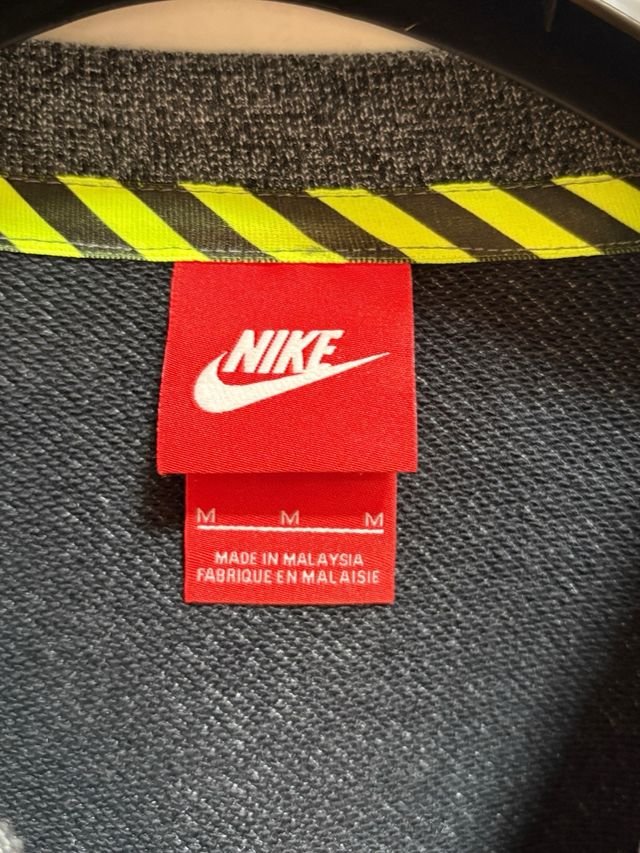 NIKE
M M M
MADE IN MALAYSIA
FABRIQUE EN MALAISIE